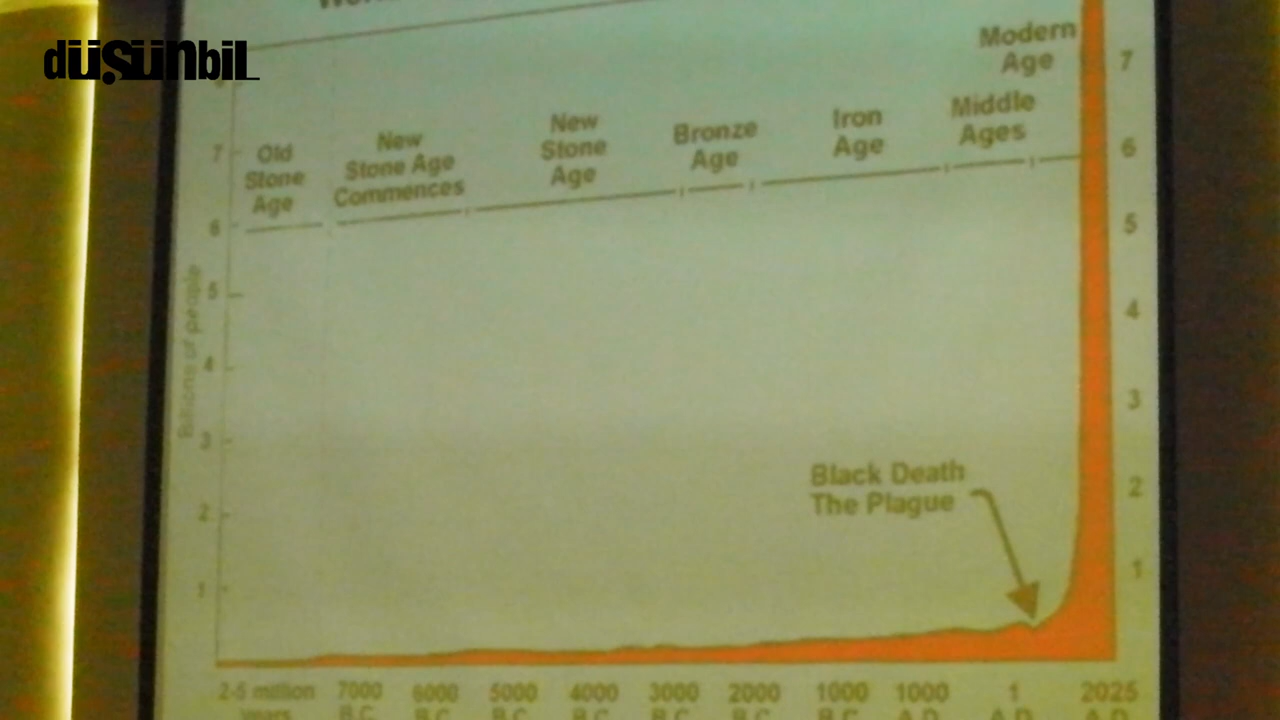 düşünbil
Modern
Age
Old
Stone
Age
New
Stone Age
Commences
New
Stone
Age
Bronze
Age
Iron
Age
Middle
Ages
7
6
5
4
3
2
1
Billions of people
7
6
5
4
3
2
1
Black Death
The Plague
2-5 million
years
7000
B.C.
6000
B.C.
5000
B.C.
4000
B.C.
3000
B.C.
2000
B.C.
1000
B.C.
1000
A.D.
1
A.D.
2025
A.D.